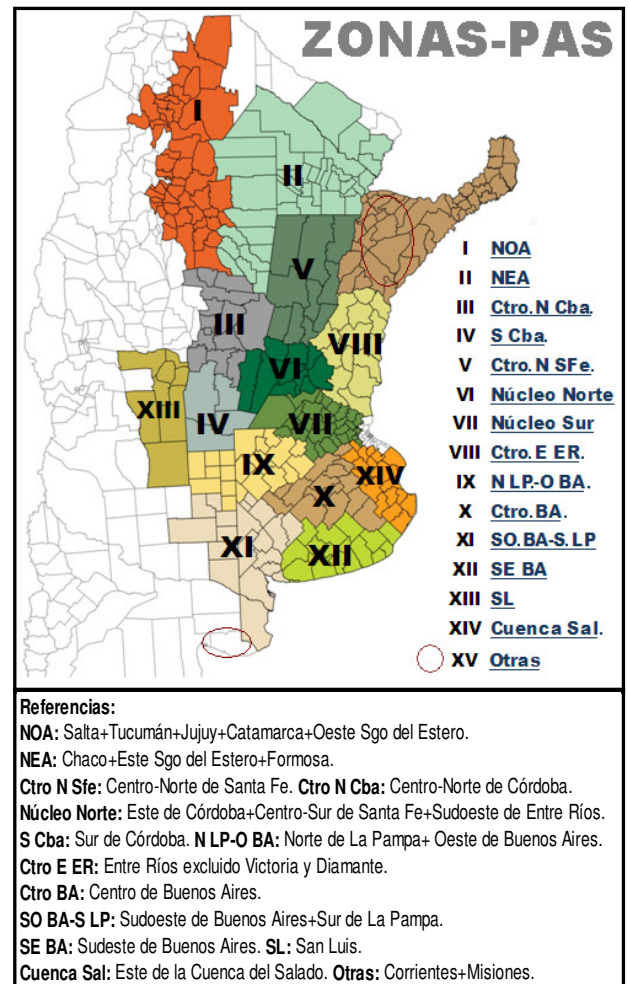 ZONAS-PAS
I
II
III
IV
V
VI
VII
VIII
IX
X
XI
XII
XIII
XIV
I NOA
II NEA
III Ctro.N Cba.
IV S Cba.
V Ctro.N SFe.
VI Núcleo Norte
VII Núcleo Sur
VIII Ctro.E ER.
IX N LP.-O BA.
X Ctro.BA.
XI SO.BA-S.LP
XII SE BA
XIII SL
XIV Cuenca Sal.
XV Otras
Referencias:
NOA: Salta+Tucumán+Jujuy+Catamarca+Oeste Sgo del Estero.
NEA: Chaco+Este Sgo del Estero+Formosa.
Ctro N Sfe: Centro-Norte de Santa Fe. Ctro N Cba: Centro-Norte de Córdoba.
Núcleo Norte: Este de Córdoba+Centro-Sur de Santa Fe+Sudoeste de Entre Ríos.
S Cba: Sur de Córdoba. N LP-O BA: Norte de La Pampa+ Oeste de Buenos Aires.
Ctro E ER: Entre Ríos excluido Victoria y Diamante.
Ctro BA: Centro de Buenos Aires.
SO BA-S LP: Sudoeste de Buenos Aires+Sur de La Pampa.
SE BA: Sudeste de Buenos Aires. SL: San Luis.
Cuenca Sal: Este de la Cuenca del Salado. Otras: Corrientes+Misiones.